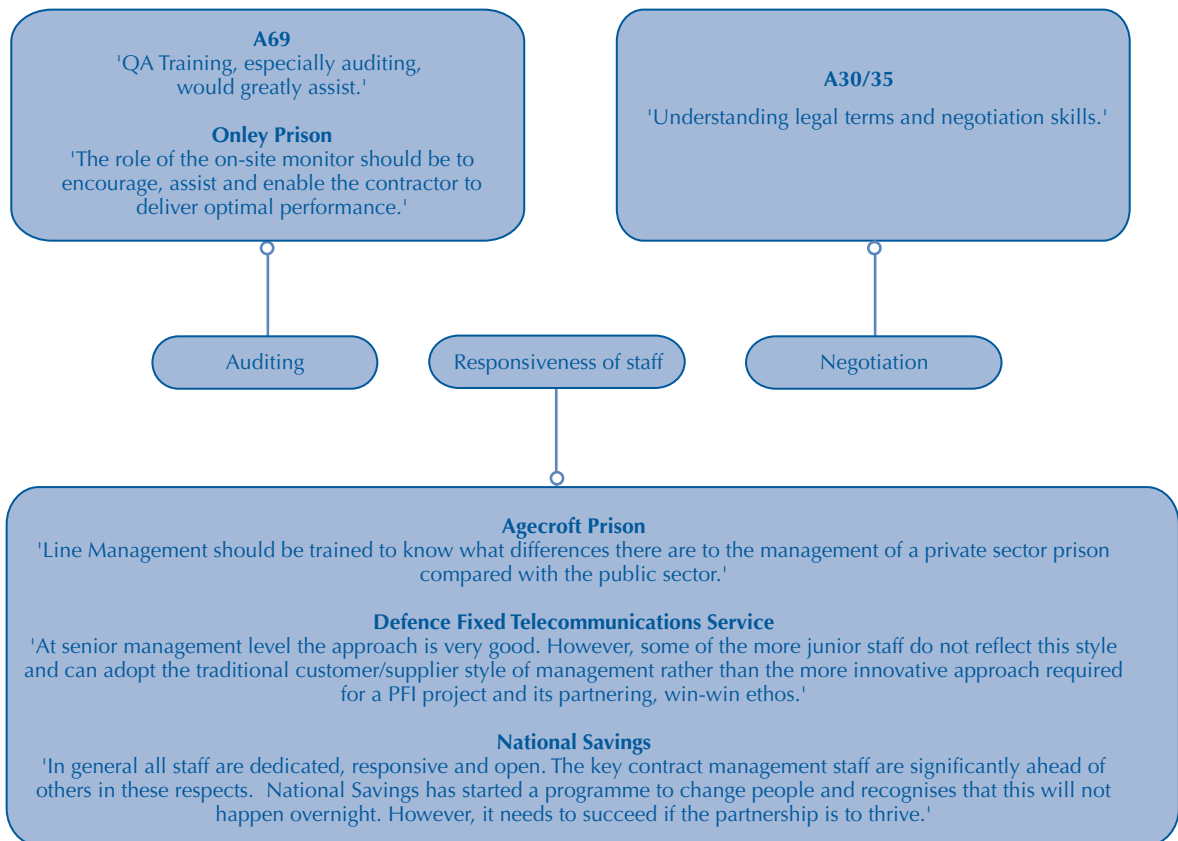 A69
'QA Training, especially auditing,
would greatly assist.'
Onley Prison
'The role of the on-site monitor should be to
encourage, assist and enable the contractor to
deliver optimal performance.'
A30/35
'Understanding legal terms and negotiation skills.'
Auditing
Responsiveness of staff
Negotiation
Agecroft Prison
'Line Management should be trained to know what differences there are to the management of a private sector prison
compared with the public sector.'
Defence Fixed Telecommunications Service
'At senior management level the approach is very good. However, some of the more junior staff do not reflect this style
and can adopt the traditional customer/supplier style of management rather than the more innovative approach required
for a PFI project and its partnering, win-win ethos.'
National Savings
'In general all staff are dedicated, responsive and open. The key contract management staff are significantly ahead of
others in these respects.  National Savings has started a programme to change people and recognises that this will not
happen overnight. However, it needs to succeed if the partnership is to thrive.'